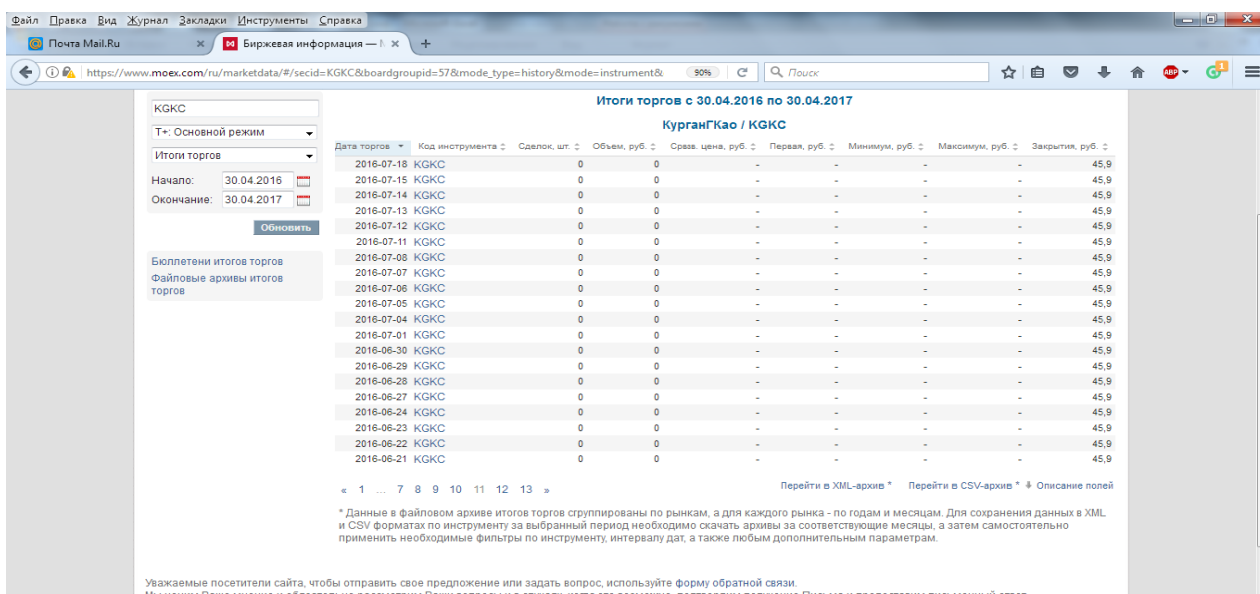 Файл Правка Вид Журнал Закладки Инструменты Справка
Почта Mail.Ru × Биржевая информация — × +
https://www.moex.com/ru/marketdata/#/secid=KGKC&boardgroupid=57&mode_type=history&mode=instrument& 90% Поиск ABP 1
KGKC
Т+: Основной режим
Итоги торгов
Начало: 30.04.2016
Окончание: 30.04.2017
Обновить
Бюллетени итогов торгов
Файловые архивы итогов
торгов
Итоги торгов с 30.04.2016 по 30.04.2017
КурганГКао / KGKC
Дата торгов Код инструмента Сделок, шт. Объем, руб. Срвзв. цена, руб. Первая, руб. Минимум, руб. Максимум, руб. Закрытия, руб.
2016-07-18 KGKC 0 0 - - - - 45,9
2016-07-15 KGKC 0 0 - - - - 45,9
2016-07-14 KGKC 0 0 - - - - 45,9
2016-07-13 KGKC 0 0 - - - - 45,9
2016-07-12 KGKC 0 0 - - - - 45,9
2016-07-11 KGKC 0 0 - - - - 45,9
2016-07-08 KGKC 0 0 - - - - 45,9
2016-07-07 KGKC 0 0 - - - - 45,9
2016-07-06 KGKC 0 0 - - - - 45,9
2016-07-05 KGKC 0 0 - - - - 45,9
2016-07-04 KGKC 0 0 - - - - 45,9
2016-07-01 KGKC 0 0 - - - - 45,9
2016-06-30 KGKC 0 0 - - - - 45,9
2016-06-29 KGKC 0 0 - - - - 45,9
2016-06-28 KGKC 0 0 - - - - 45,9
2016-06-27 KGKC 0 0 - - - - 45,9
2016-06-24 KGKC 0 0 - - - - 45,9
2016-06-23 KGKC 0 0 - - - - 45,9
2016-06-22 KGKC 0 0 - - - - 45,9
2016-06-21 KGKC 0 0 - - - - 45,9
« 1 ... 7 8 9 10 11 12 13 » Перейти в XML-архив * Перейти в CSV-архив * Описание полей
* Данные в файловом архиве итогов торгов сгруппированы по рынкам, а для каждого рынка - по годам и месяцам. Для сохранения данных в XML
и CSV форматах по инструменту за выбранный период необходимо скачать архивы за соответствующие месяцы, а затем самостоятельно
применить необходимые фильтры по инструменту, интервалу дат, а также любым дополнительным параметрам.
Уважаемые посетители сайта, чтобы отправить свое предложение или задать вопрос, используйте форму обратной связи.